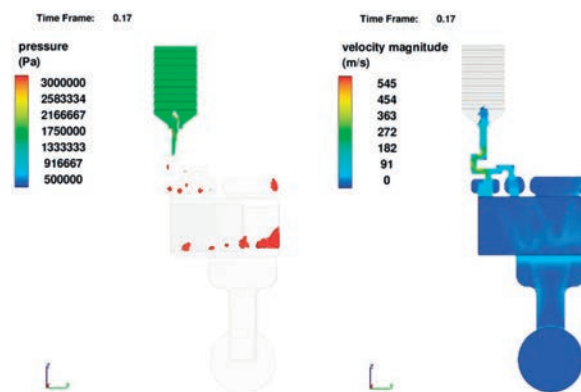 Time Frame: 0.17
pressure
(Pa)
3000000
2583334
2166667
1750000
1333333
916667
500000
Time Frame: 0.17
velocity magnitude
(m/s)
545
454
363
272
182
91
0